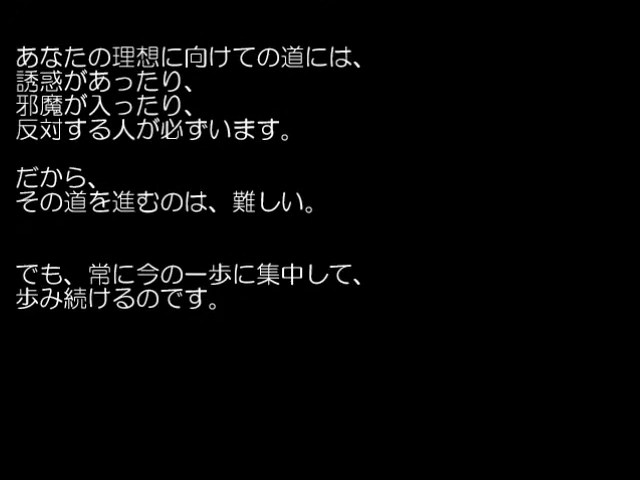 あなたの理想に向けての道には、
誘惑があったり、
邪魔が入ったり、
反対する人が必ずいます。
だから、
その道を進むのは、難しい。
でも、常に今の一歩に集中して、
歩み続けるのです。